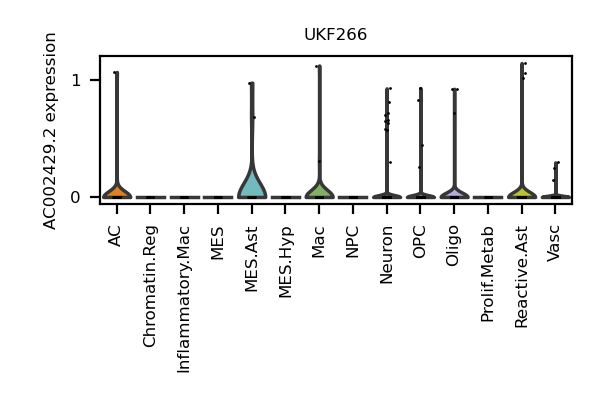 UKF266
AC002429.2 expression
1
0
AC
Chromatin.Reg
Inflammatory.Mac
MES
MES.Ast
MES.Hyp
Mac
NPC
Neuron
OPC
Oligo
Prolif.Metab
Reactive.Ast
Vasc